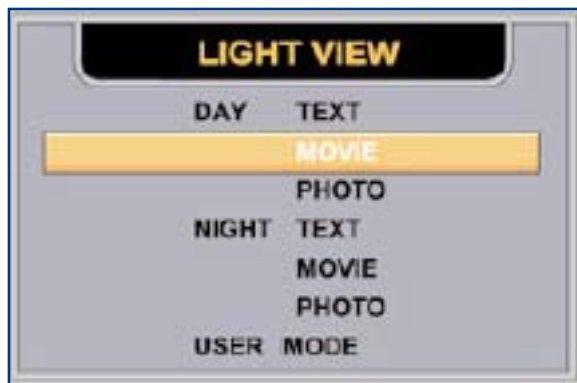 LIGHT VIEW
DAY TEXT
MOVIE
PHOTO
NIGHT TEXT
MOVIE
PHOTO
USER MODE